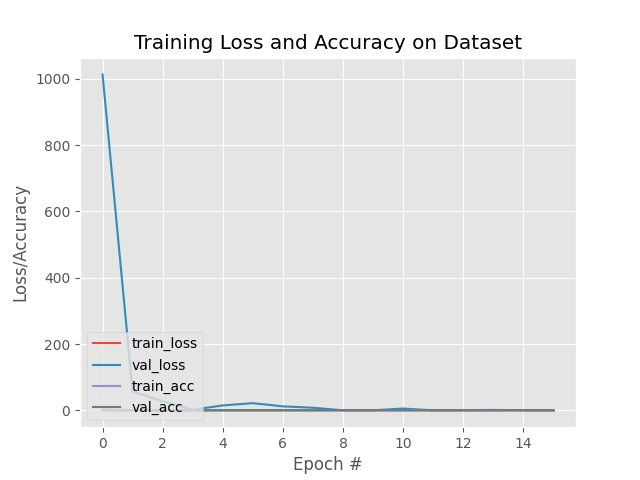 Training Loss and Accuracy on Dataset
1000
800
600
400
200
0
Loss/Accuracy
train_loss
val_loss
train_acc
val_acc
0 2 4 6 8 10 12 14
Epoch #